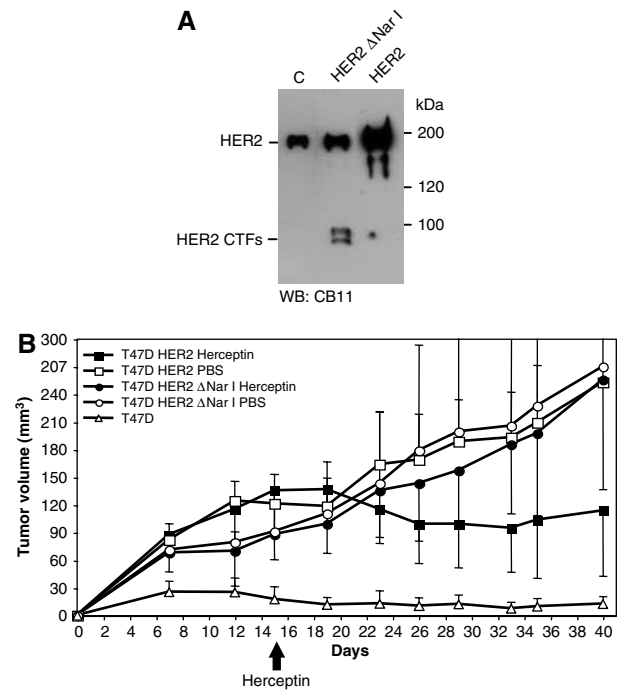 A
C
HER2 ΔNar I
HER2
kDa
HER2
200
120
100
HER2 CTFs
WB: CB11
B
300
207
240
210
180
150
120
90
60
30
0
Tumor volume (mm³)
T47D HER2 Herceptin
T47D HER2 PBS
T47D HER2 ΔNar I Herceptin
T47D HER2 ΔNar I PBS
T47D
0 2 4 6 8 10 12 14 16 18 20 22 24 26 28 30 32 34 36 38 40
Days
Herceptin